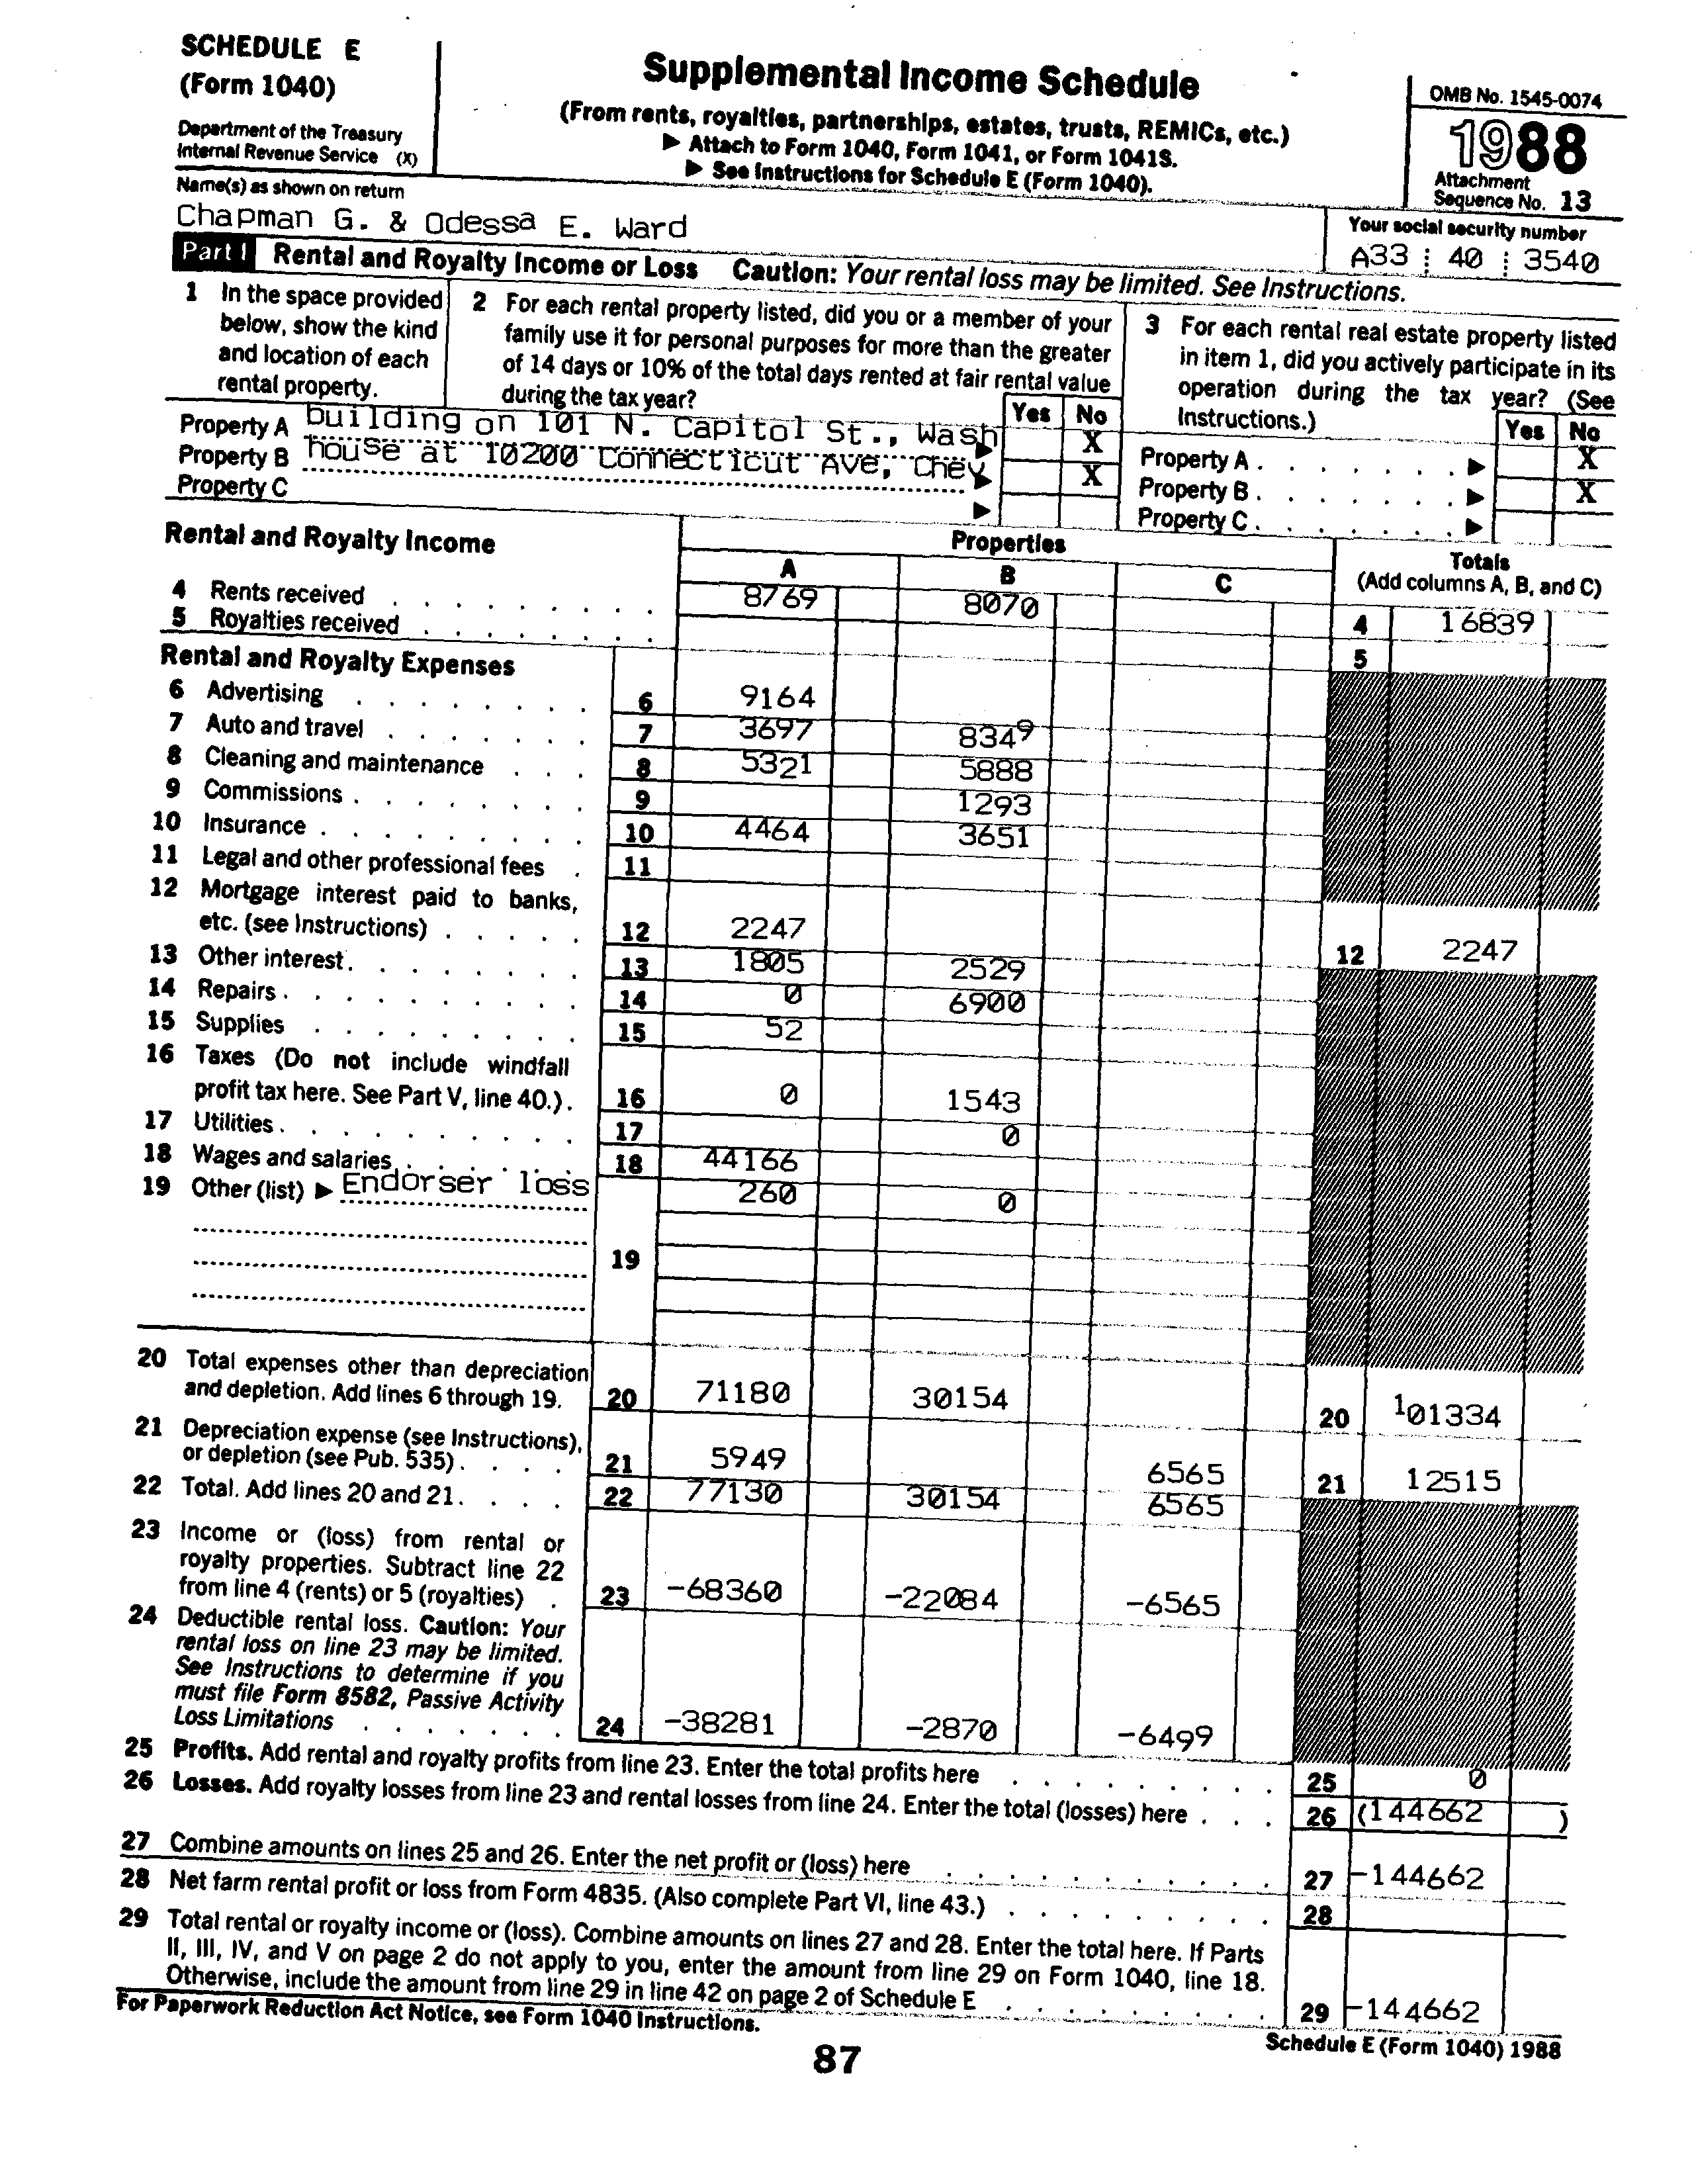 SCHEDULE E
(Form 1040)
Department of the Treasury
Internal Revenue Service (X)
Supplemental Income Schedule
(From rents, royalties, partnerships, estates, trusts, REMICs, etc.)
▶ Attach to Form 1040, Form 1041, or Form 1041S.
▶ See Instructions for Schedule E (Form 1040).
OMB No. 1545-0074
1988
Attachment
Sequence No. 13
Name(s) as shown on return
Chapman G. & Odessa E. Ward
Your social security number
A33 40 3540
Part I Rental and Royalty Income or Loss Caution: Your rental loss may be limited. See Instructions.
1 In the space provided
below, show the kind
and location of each
rental property.
2 For each rental property listed, did you or a member of your
family use it for personal purposes for more than the greater
of 14 days or 10% of the total days rented at fair rental value
during the tax year?
3 For each rental real estate property listed
in item 1, did you actively participate in its
operation during the tax year? (See
Instructions.)
Yes No
Yes No
Property A building on 101 N. Capitol St., Wash ▶ X
Property B house at 10200 Connecticut Ave, Chev ▶ X
Property C ▶
Property A . . . . . . . ▶ X
Property B . . . . . . . ▶ X
Property C . . . . . . . ▶
Rental and Royalty Income
Properties
Totals
(Add columns A, B, and C)
A B C
4 Rents received 8769 8070 4 16839
5 Royalties received 5
Rental and Royalty Expenses
6 Advertising 6 9164
7 Auto and travel 7 3697 8349
8 Cleaning and maintenance 8 5321 5888
9 Commissions 9 1293
10 Insurance 10 4464 3651
11 Legal and other professional fees 11
12 Mortgage interest paid to banks,
etc. (see Instructions) 12 2247 12 2247
13 Other interest 13 1805 2529
14 Repairs 14 0 6900
15 Supplies 15 52
16 Taxes (Do not include windfall
profit tax here. See Part V, line 40.) 16 0 1543
17 Utilities 17 0
18 Wages and salaries 18 44166
19 Other (list) ▶ Endorser loss 260 0
19
20 Total expenses other than depreciation
and depletion. Add lines 6 through 19. 20 71180 30154 20 101334
21 Depreciation expense (see Instructions),
or depletion (see Pub. 535) 21 5949 6565 21 12515
22 Total. Add lines 20 and 21 22 77130 30154 6565
23 Income or (loss) from rental or
royalty properties. Subtract line 22
from line 4 (rents) or 5 (royalties) 23 -68360 -22084 -6565
24 Deductible rental loss. Caution: Your
rental loss on line 23 may be limited.
See Instructions to determine if you
must file Form 8582, Passive Activity
Loss Limitations 24 -38281 -2870 -6499
25 Profits. Add rental and royalty profits from line 23. Enter the total profits here 25 0
26 Losses. Add royalty losses from line 23 and rental losses from line 24. Enter the total (losses) here 26 (144662 )
27 Combine amounts on lines 25 and 26. Enter the net profit or (loss) here 27 -144662
28 Net farm rental profit or loss from Form 4835. (Also complete Part VI, line 43.) 28
29 Total rental or royalty income or (loss). Combine amounts on lines 27 and 28. Enter the total here. If Parts
II, III, IV, and V on page 2 do not apply to you, enter the amount from line 29 on Form 1040, line 18.
Otherwise, include the amount from line 29 in line 42 on page 2 of Schedule E 29 -144662
For Paperwork Reduction Act Notice, see Form 1040 Instructions.
Schedule E (Form 1040) 1988
87